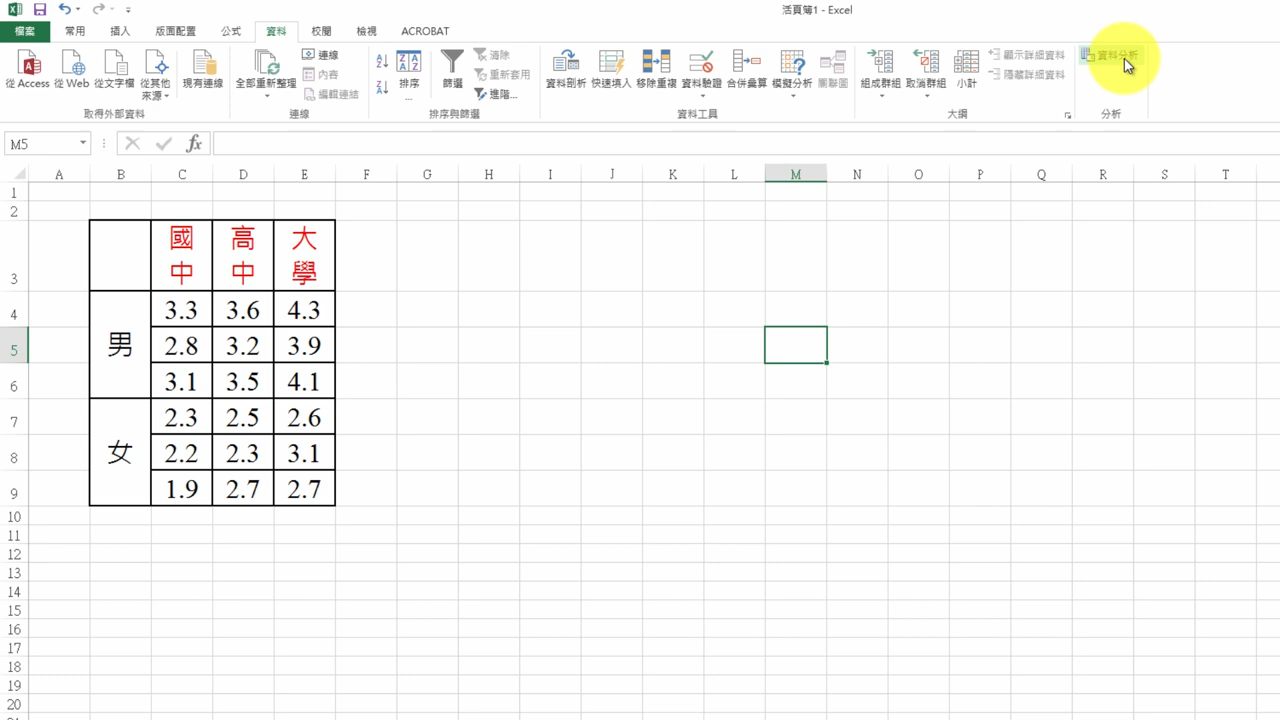 活頁簿1 - Excel
檔案 常用 插入 版面配置 公式 資料 校閱 檢視 ACROBAT
從 Access 從 Web 從文字檔 從其他來源 現有連線 全部重新整理 連線 內容 編輯連結 排序... 篩選 清除 重新套用 進階... 資料剖析 快速填入 移除重複 資料驗證 合併彙算 模擬分析 關聯圖 組成群組 取消群組 小計 顯示詳細資料 隱藏詳細資料 資料分析
取得外部資料 連線 排序與篩選 資料工具 大綱 分析
M5 fx
A B C D E F G H I J K L M N O P Q R S T
1
2
3 國中 高中 大學
4 3.3 3.6 4.3
5 男 2.8 3.2 3.9
6 3.1 3.5 4.1
7 2.3 2.5 2.6
8 女 2.2 2.3 3.1
9 1.9 2.7 2.7
10
11
12
13
14
15
16
17
18
19
20